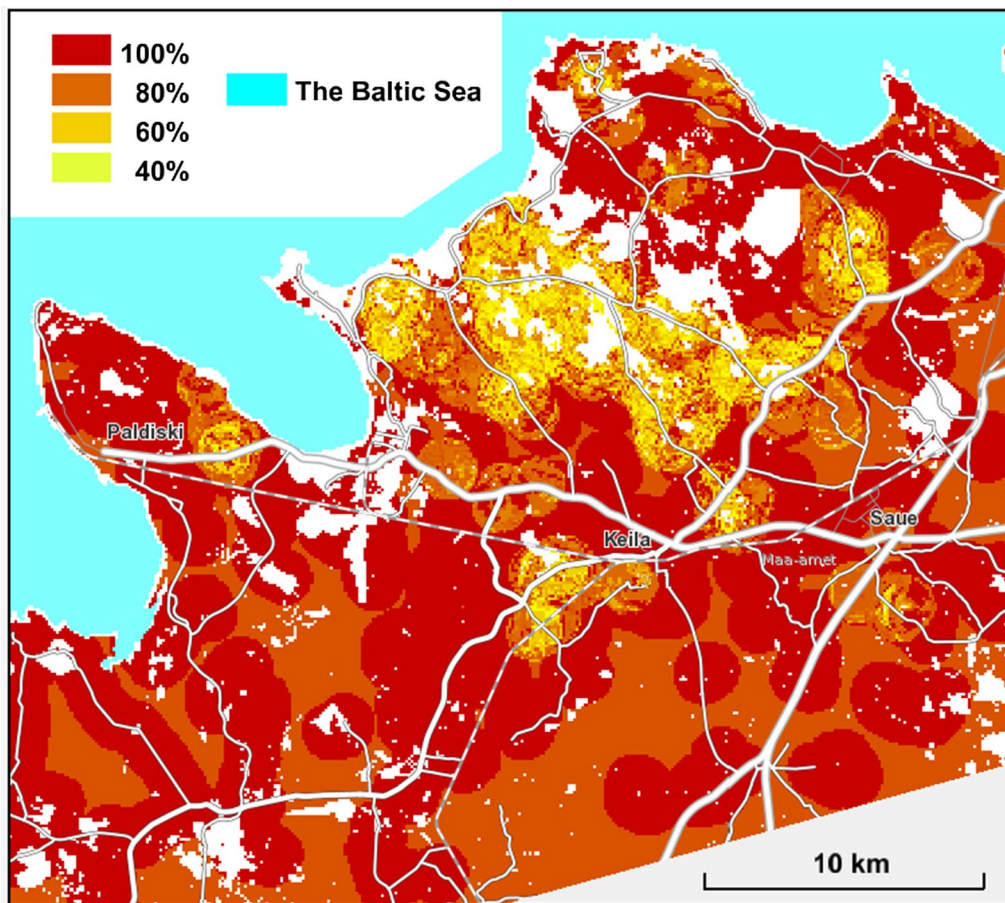 100%
80%
The Baltic Sea
60%
40%
Paldiski
Keila
Saue
Maa-amet
10 km